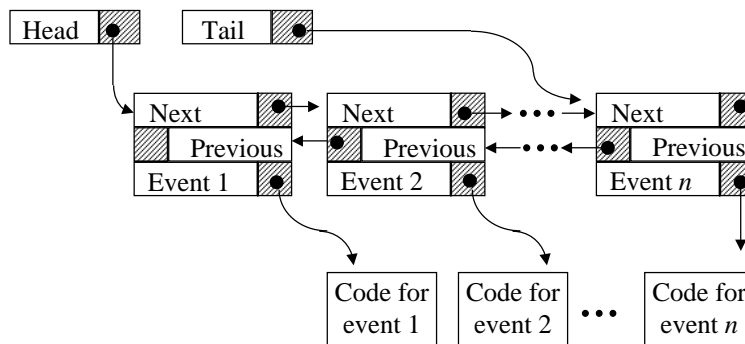 Head
Tail
Next
Next
Next
Previous
Previous
Previous
Event 1
Event 2
Event n
Code for
event 1
Code for
event 2
Code for
event n